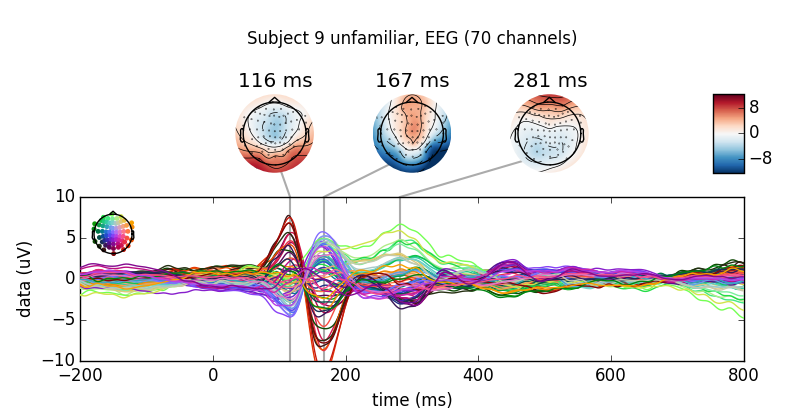 Subject 9 unfamiliar, EEG (70 channels)
116 ms
167 ms
281 ms
8
0
−8
10
5
0
−5
−10
data (uV)
−200
0
200
400
600
800
time (ms)